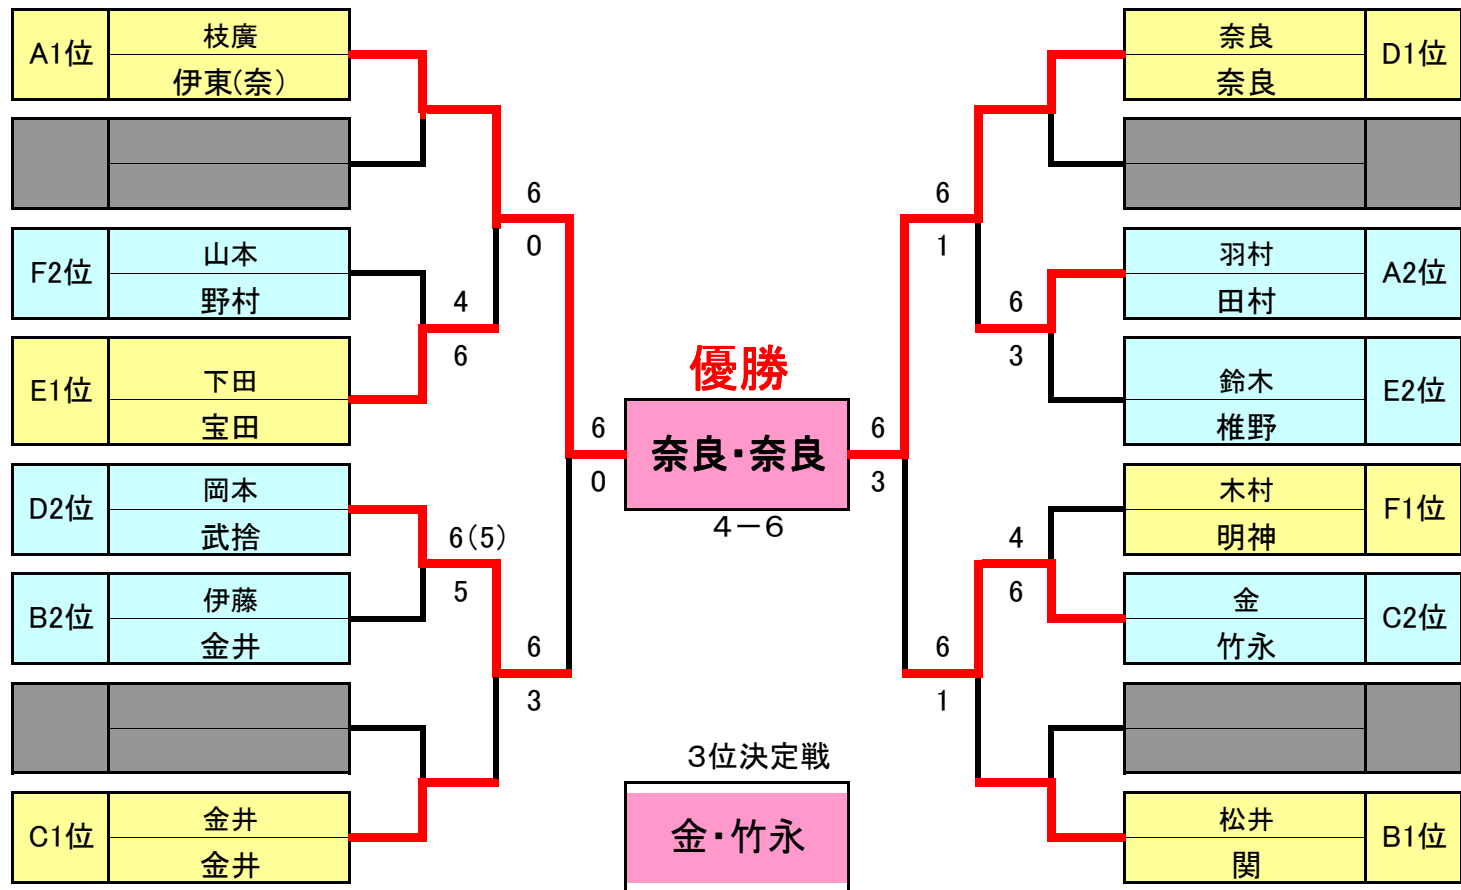 A1位
枝廣
伊東(奈)
F2位
山本
野村
E1位
下田
宝田
D2位
岡本
武捨
B2位
伊藤
金井
C1位
金井
金井
6
0
4
6
6(5)
5
6
3
6
0
優勝
奈良・奈良
4－6
3位決定戦
金・竹永
6
3
6
1
6
3
4
6
6
1
奈良
奈良
D1位
羽村
田村
A2位
鈴木
椎野
E2位
木村
明神
F1位
金
竹永
C2位
松井
関
B1位